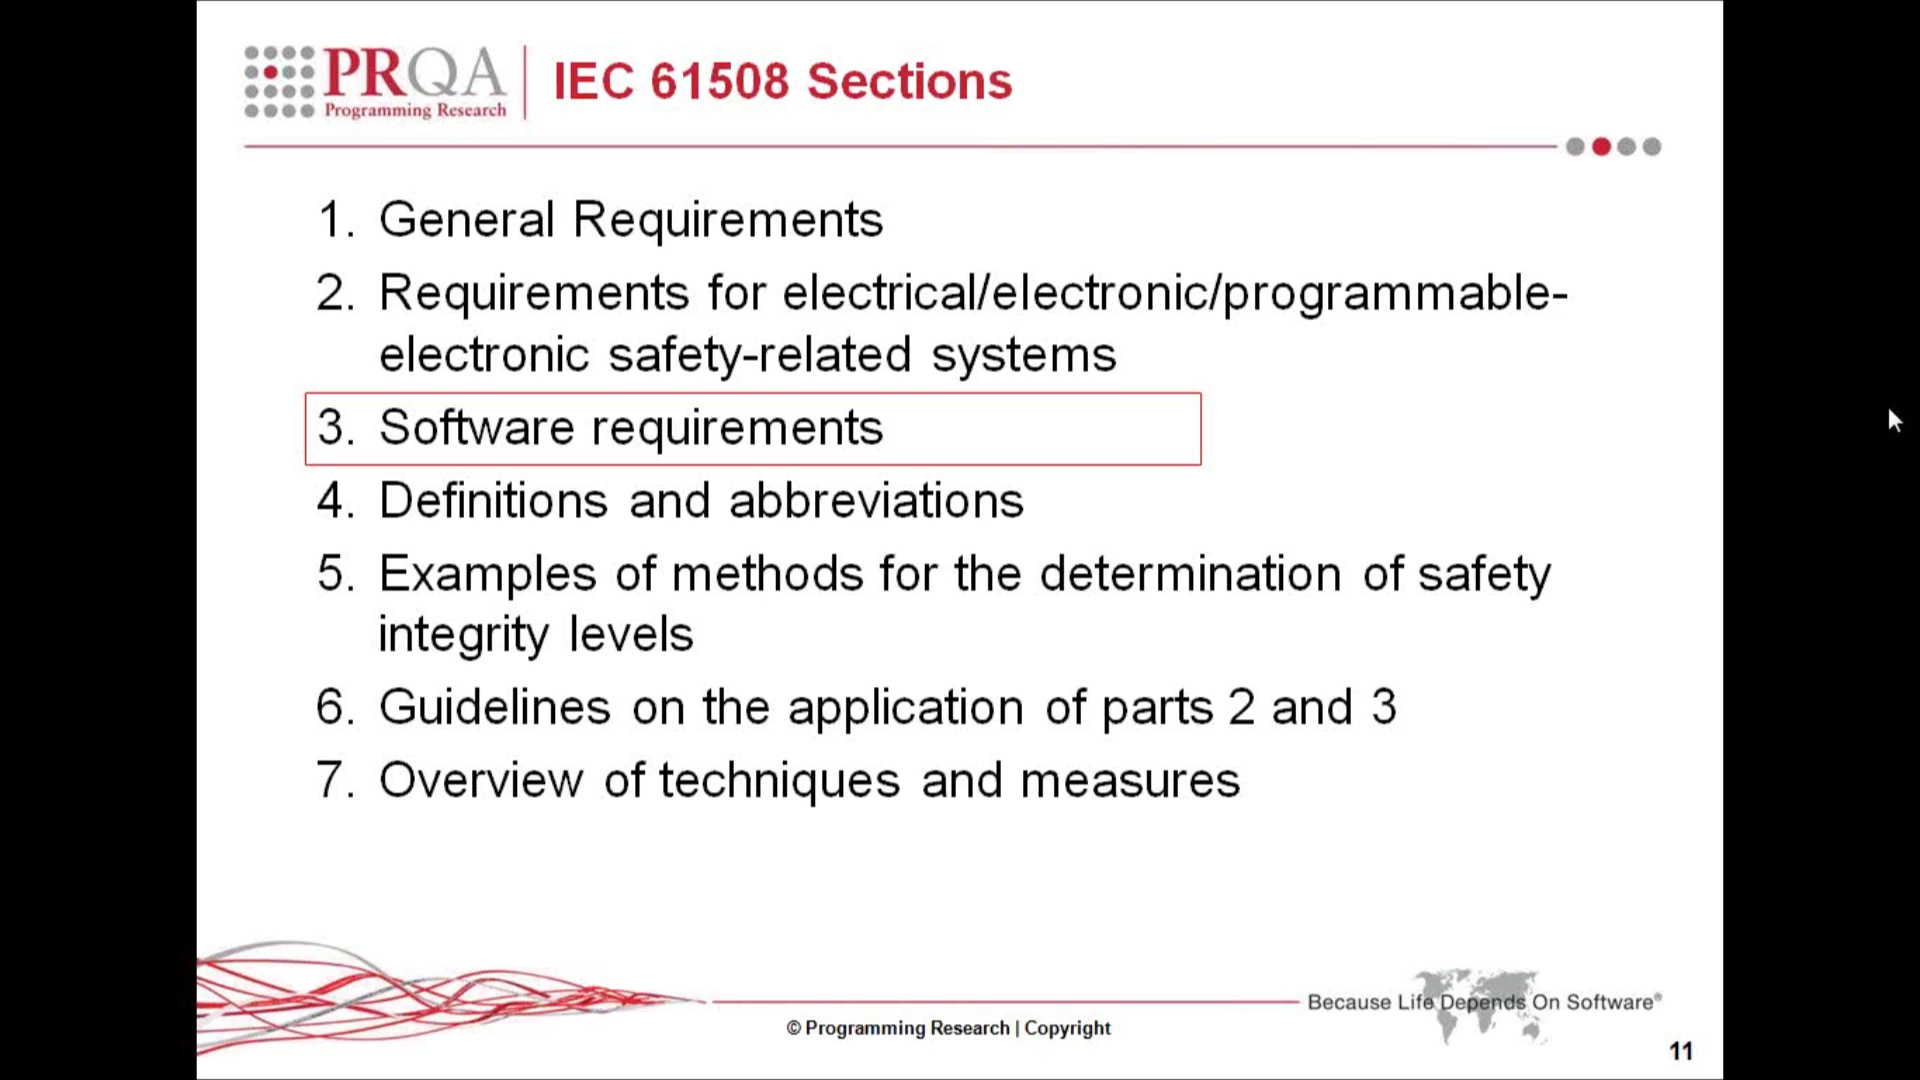 PRQA
Programming Research
IEC 61508 Sections
1. General Requirements
2. Requirements for electrical/electronic/programmable-
electronic safety-related systems
3. Software requirements
4. Definitions and abbreviations
5. Examples of methods for the determination of safety
integrity levels
6. Guidelines on the application of parts 2 and 3
7. Overview of techniques and measures
Because Life Depends On Software®
© Programming Research | Copyright
11